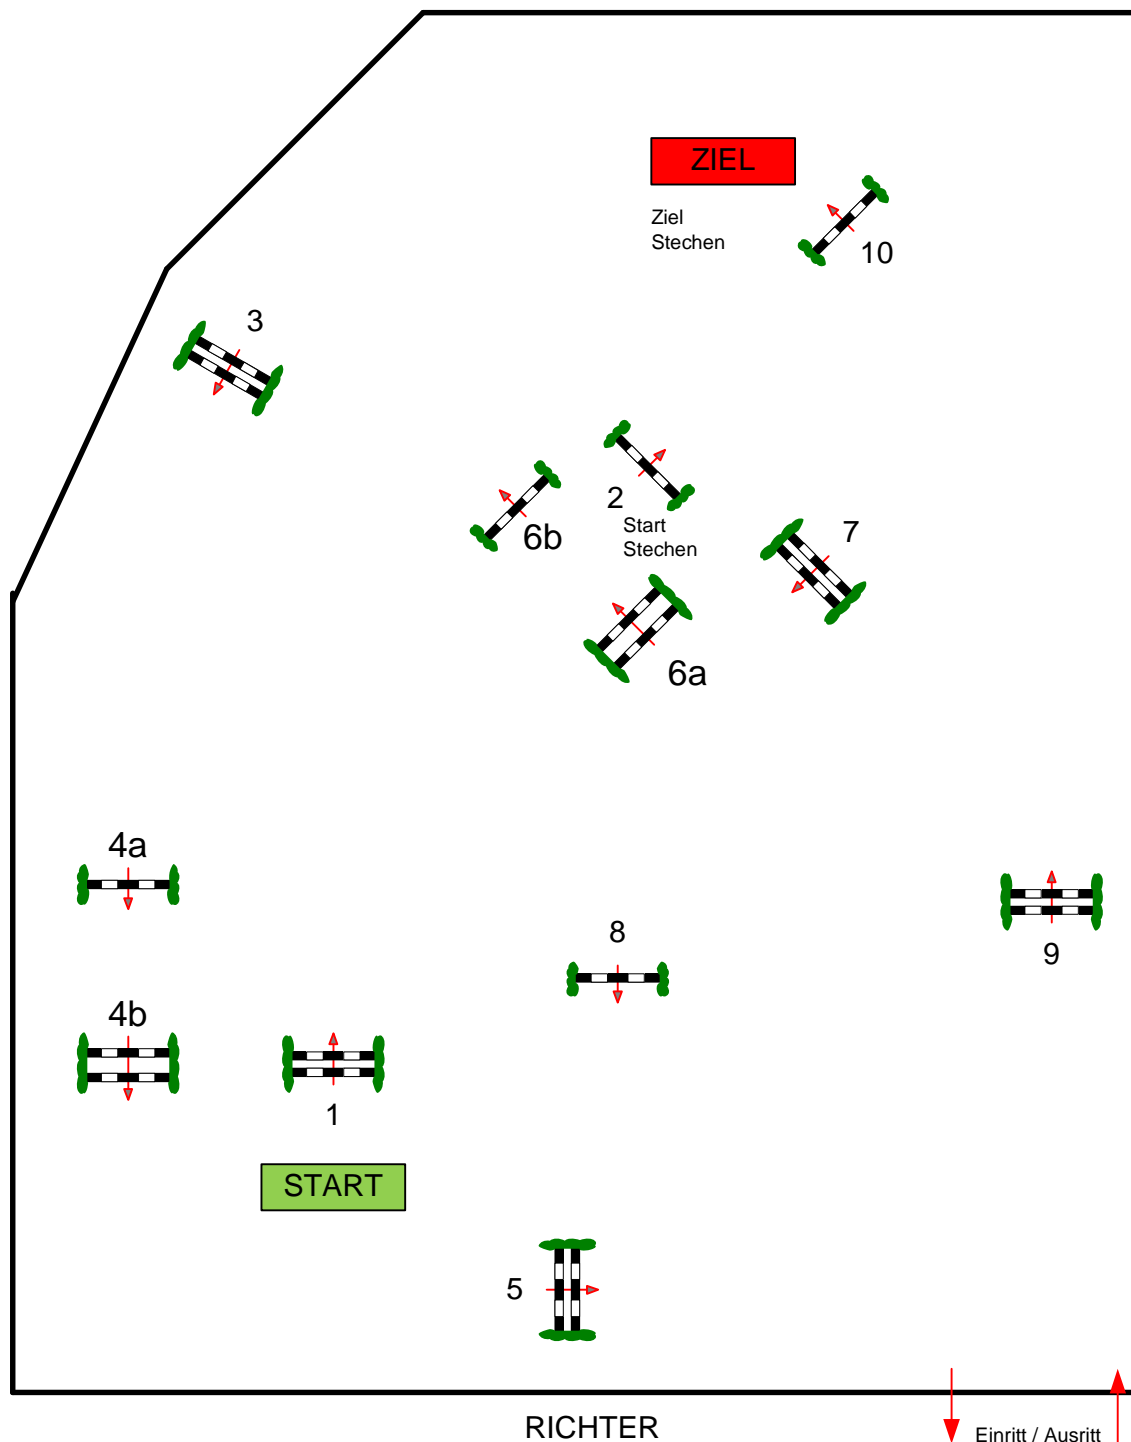 ZIEL
Ziel
Stechen
10
3
2
7
6b
Start
Stechen
6a
4a
8
9
4b
1
START
5
RICHTER
Einritt / Ausritt